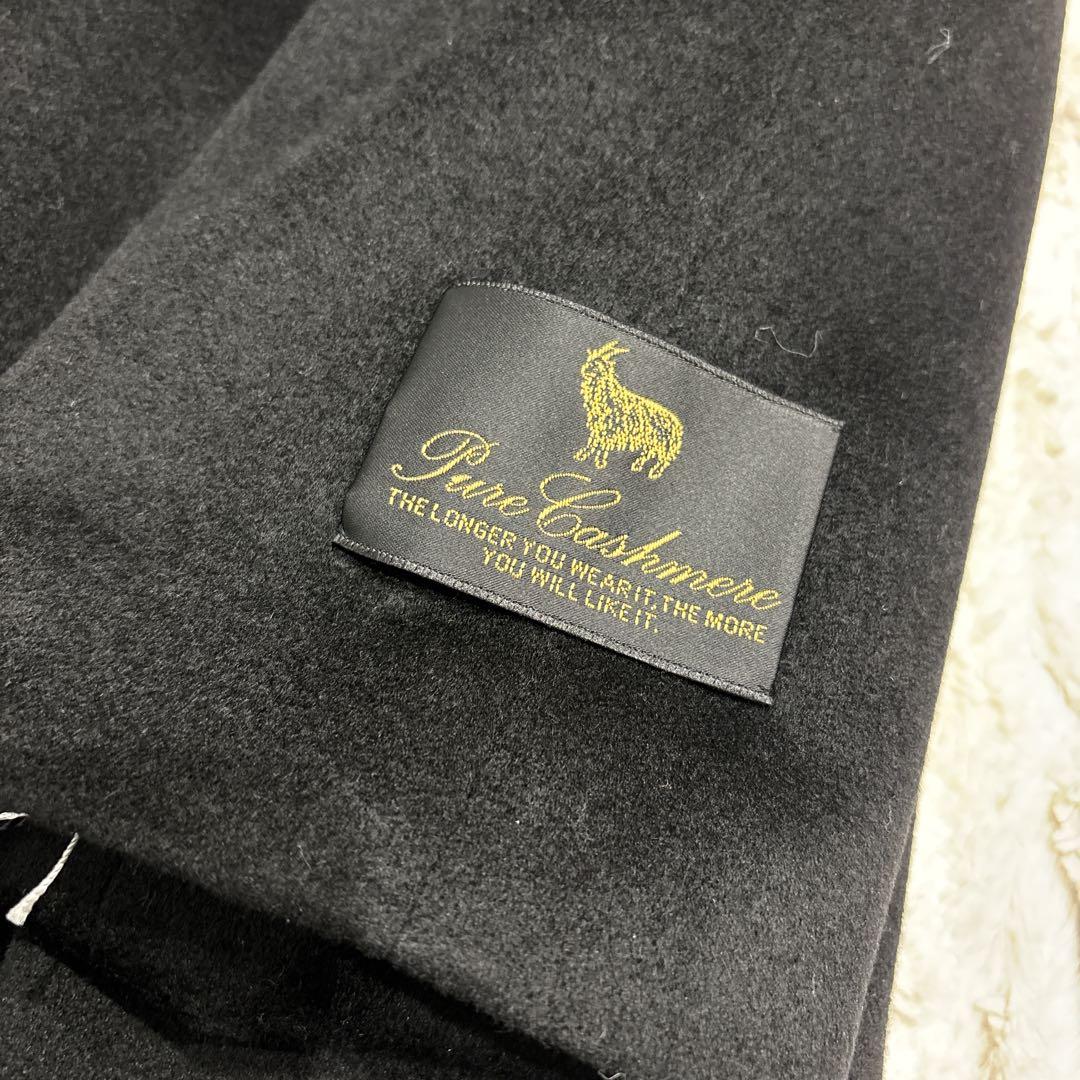 Pure Cashmere
THE LONGER YOU WEAR IT, THE MORE
YOU WILL LIKE IT.